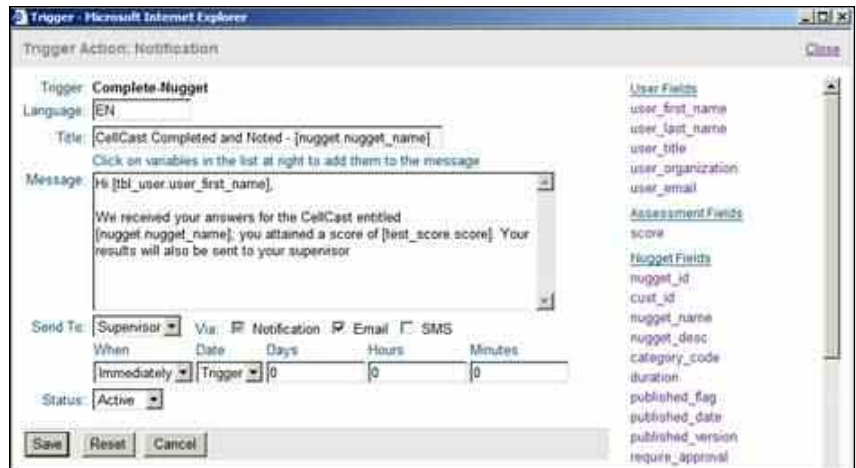 Trigger - Microsoft Internet Explorer
Trigger Action: Notification
Close
Trigger: Complete-Nugget
Language: EN
Title: CellCast Completed and Noted - [nugget.nugget_name]
Click on variables in the list at right to add them to the message
Message: Hi [tbl_user.user_first_name],
We received your answers for the CellCast entitled
[nugget.nugget_name]; you attained a score of [test_score.score]. Your
results will also be sent to your supervisor
Send To: Supervisor Via: Notification Email SMS
When Date Days Hours Minutes
Immediately Trigger 0 0 0
Status: Active
Save Reset Cancel
User Fields
user_first_name
user_last_name
user_title
user_organization
user_email
Assessment Fields
score
Nugget Fields
nugget_id
cust_id
nugget_name
nugget_desc
category_code
duration
published_flag
published_date
published_version
require_approval